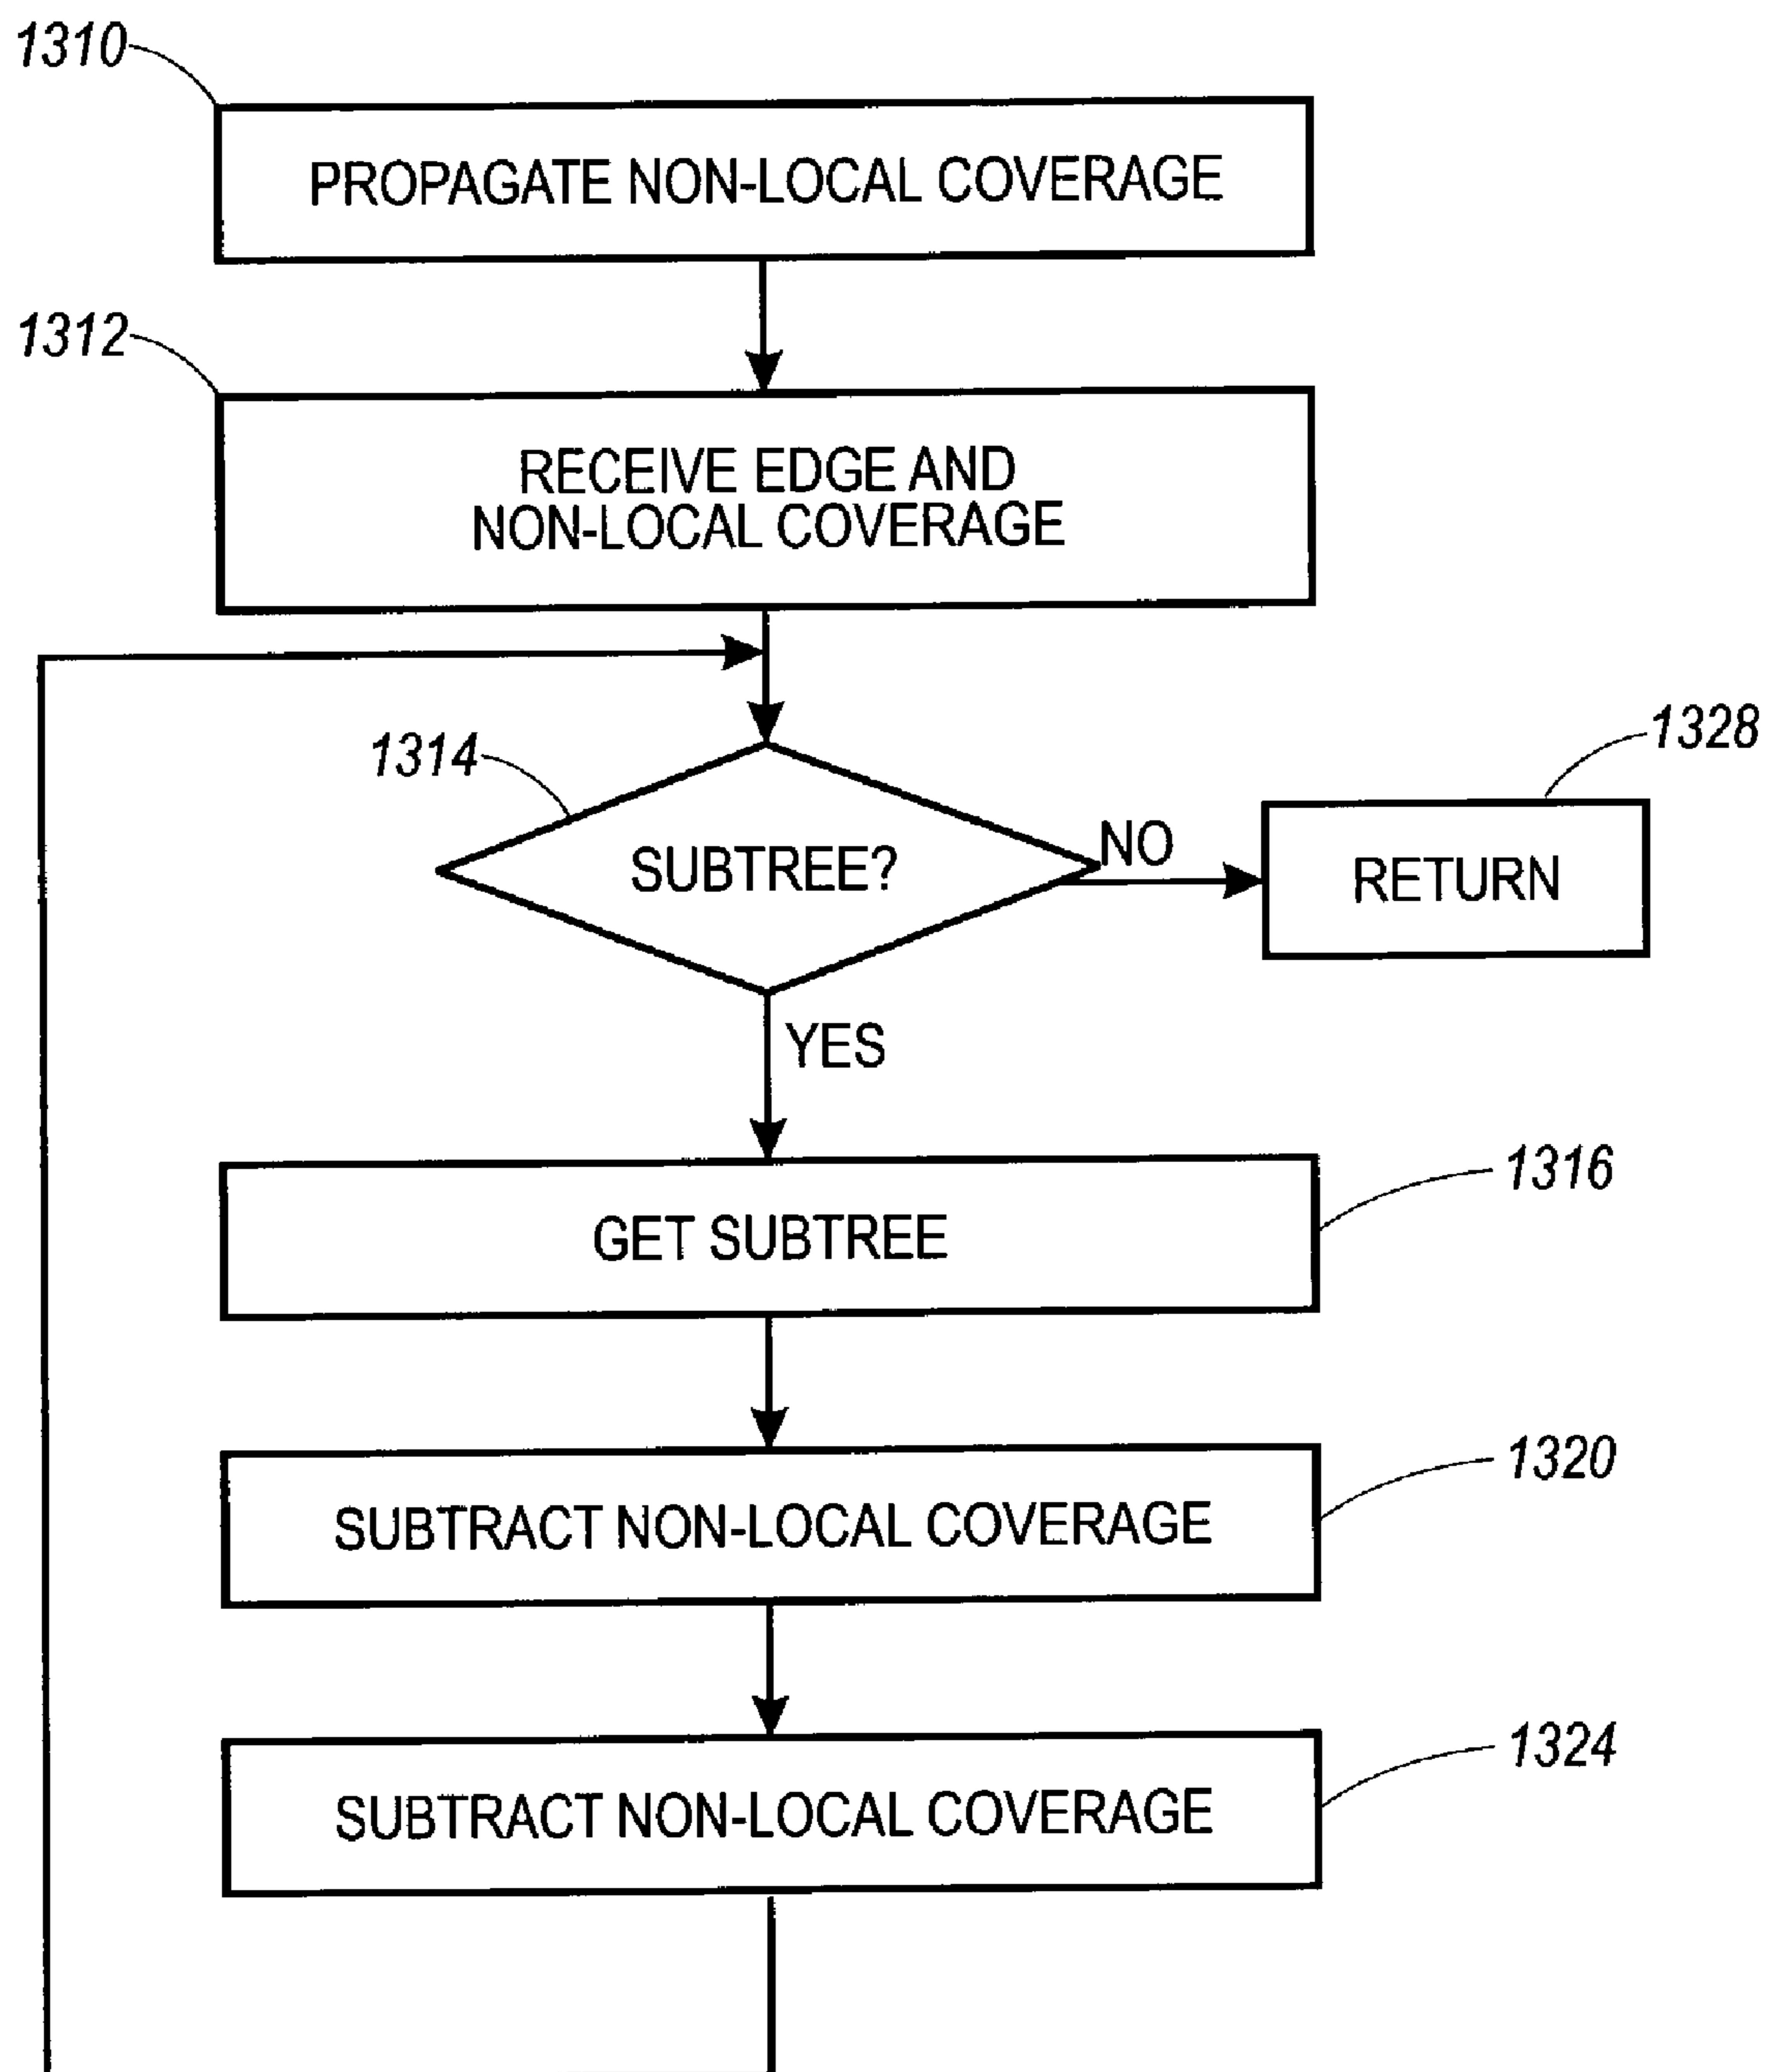 1310
PROPAGATE NON-LOCAL COVERAGE
1312
RECEIVE EDGE AND
NON-LOCAL COVERAGE
1314
SUBTREE?
NO
1328
RETURN
YES
1316
GET SUBTREE
1320
SUBTRACT NON-LOCAL COVERAGE
1324
SUBTRACT NON-LOCAL COVERAGE